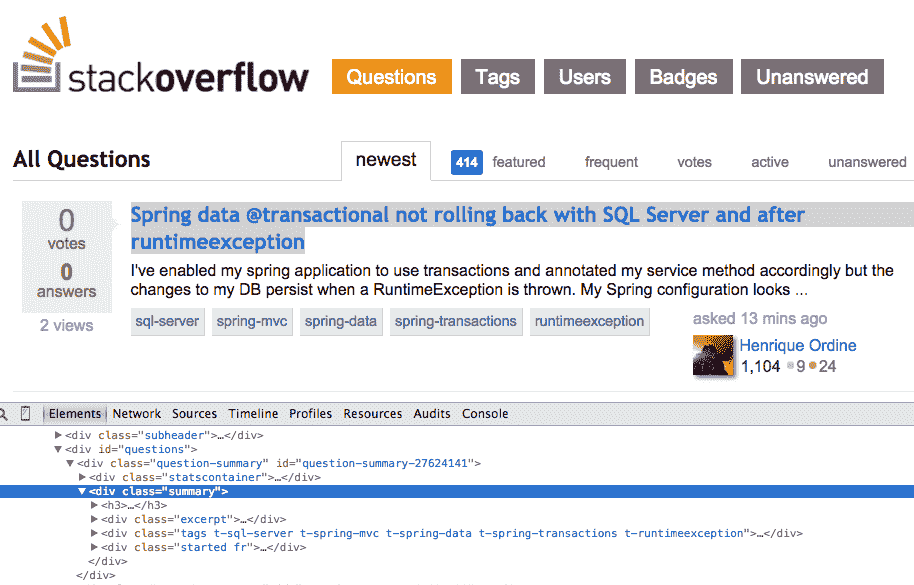 stackoverflow
Questions Tags Users Badges Unanswered
All Questions newest 414 featured frequent votes active unanswered
0
votes
0
answers
2 views
Spring data @transactional not rolling back with SQL Server and after
runtimeexception
I've enabled my spring application to use transactions and annotated my service method accordingly but the
changes to my DB persist when a RuntimeException is thrown. My Spring configuration looks ...
sql-server spring-mvc spring-data spring-transactions runtimeexception
asked 13 mins ago
Henrique Ordine
1,104 9 24
Elements Network Sources Timeline Profiles Resources Audits Console
<div class="subheader">…</div>
<div id="questions">
<div class="question-summary" id="question-summary-27624141">
<div class="statscontainer">…</div>
<div class="summary">
<h3>…</h3>
<div class="excerpt">…</div>
<div class="tags t-sql-server t-spring-mvc t-spring-data t-spring-transactions t-runtimeexception">…</div>
<div class="started fr">…</div>
</div>
</div>